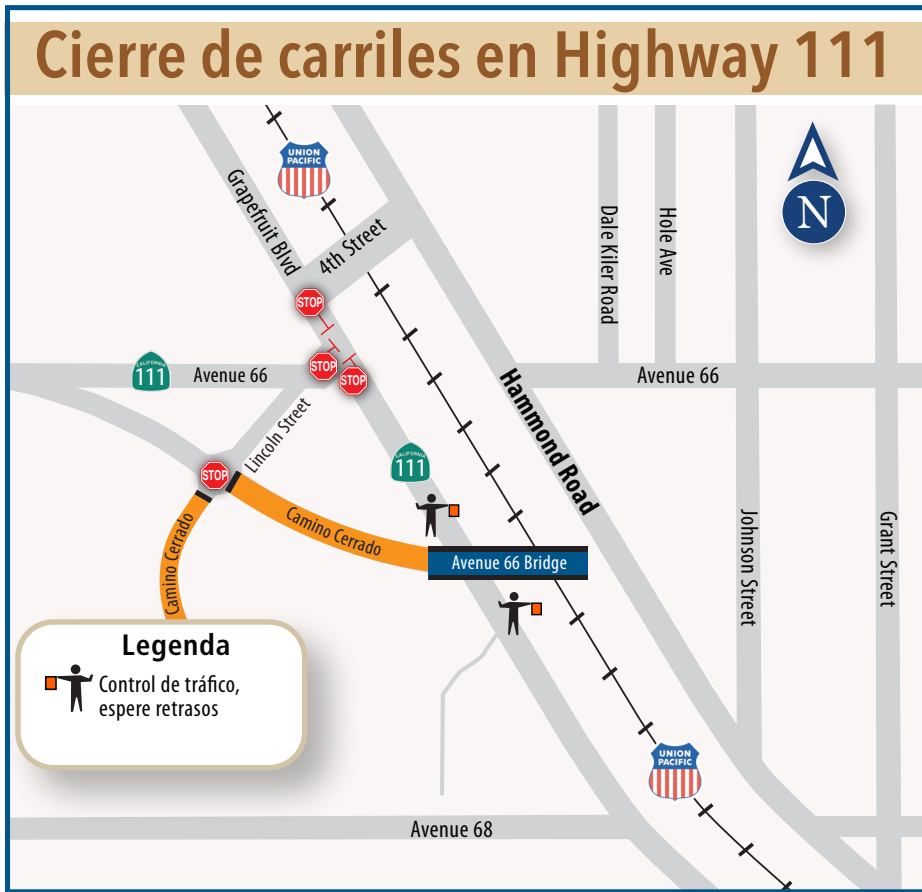 Cierre de carriles en Highway 111
UNION
PACIFIC
Grapefruit Blvd
4th Street
Dale Kiler Road
Hole Ave
N
STOP
CALIFORNIA
111
Avenue 66
STOP
STOP
Avenue 66
Hammond Road
Lincoln Street
CALIFORNIA
111
STOP
Camino Cerrado
Camino Cerrado
Avenue 66 Bridge
Johnson Street
Grant Street
Legenda
Control de tráfico,
espere retrasos
UNION
PACIFIC
Avenue 68